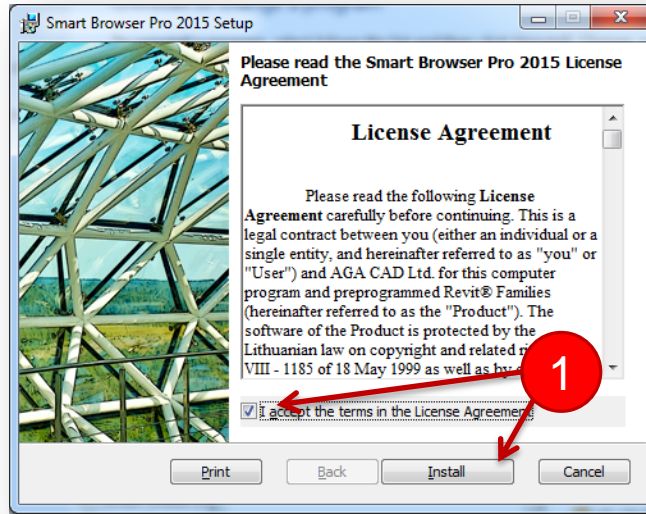 Smart Browser Pro 2015 Setup
Please read the Smart Browser Pro 2015 License
Agreement
License Agreement
Please read the following License
Agreement carefully before continuing. This is a
legal contract between you (either an individual or a
single entity, and hereinafter referred to as "you" or
"User") and AGA CAD Ltd. for this computer
program and preprogrammed Revit® Families
(hereinafter referred to as the "Product"). The
software of the Product is protected by the
Lithuanian law on copyright and related
VIII - 1185 of 18 May 1999 as well as by
1
I accept the terms in the License Agreement
Print
Back
Install
Cancel